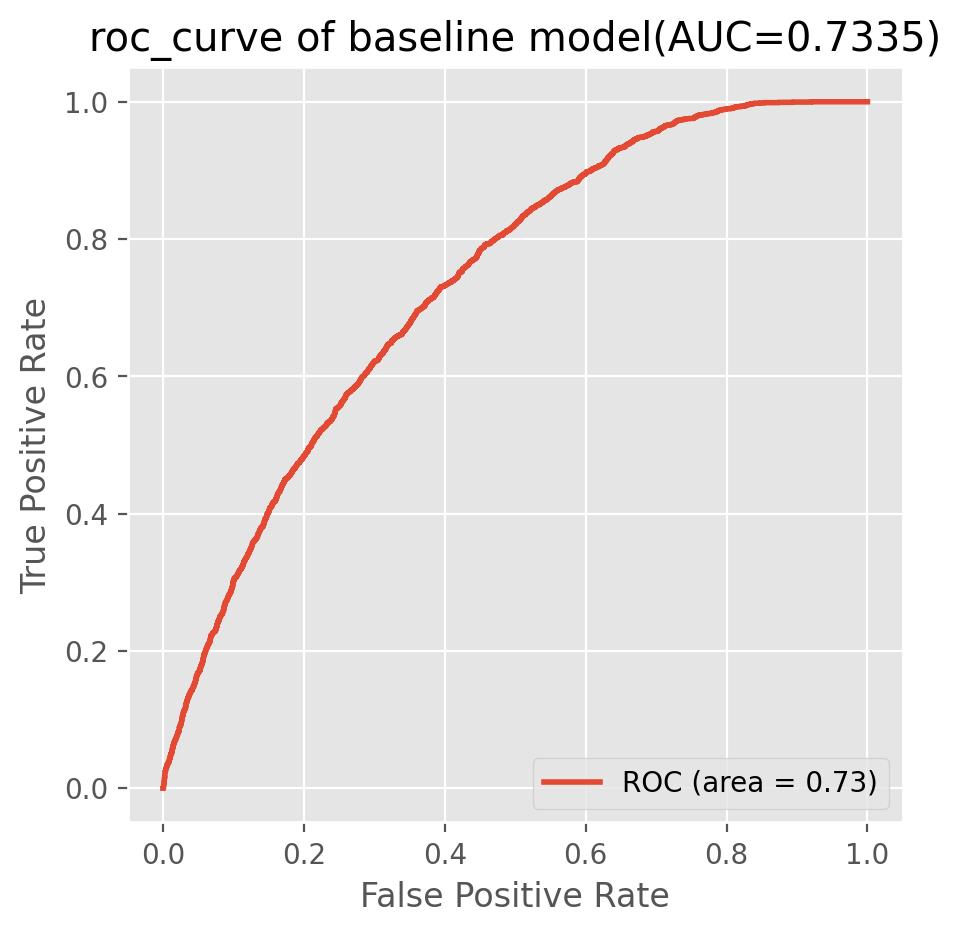 roc_curve of baseline model(AUC=0.7335)
True Positive Rate
1.0
0.8
0.6
0.4
0.2
0.0
ROC (area = 0.73)
0.0 0.2 0.4 0.6 0.8 1.0
False Positive Rate